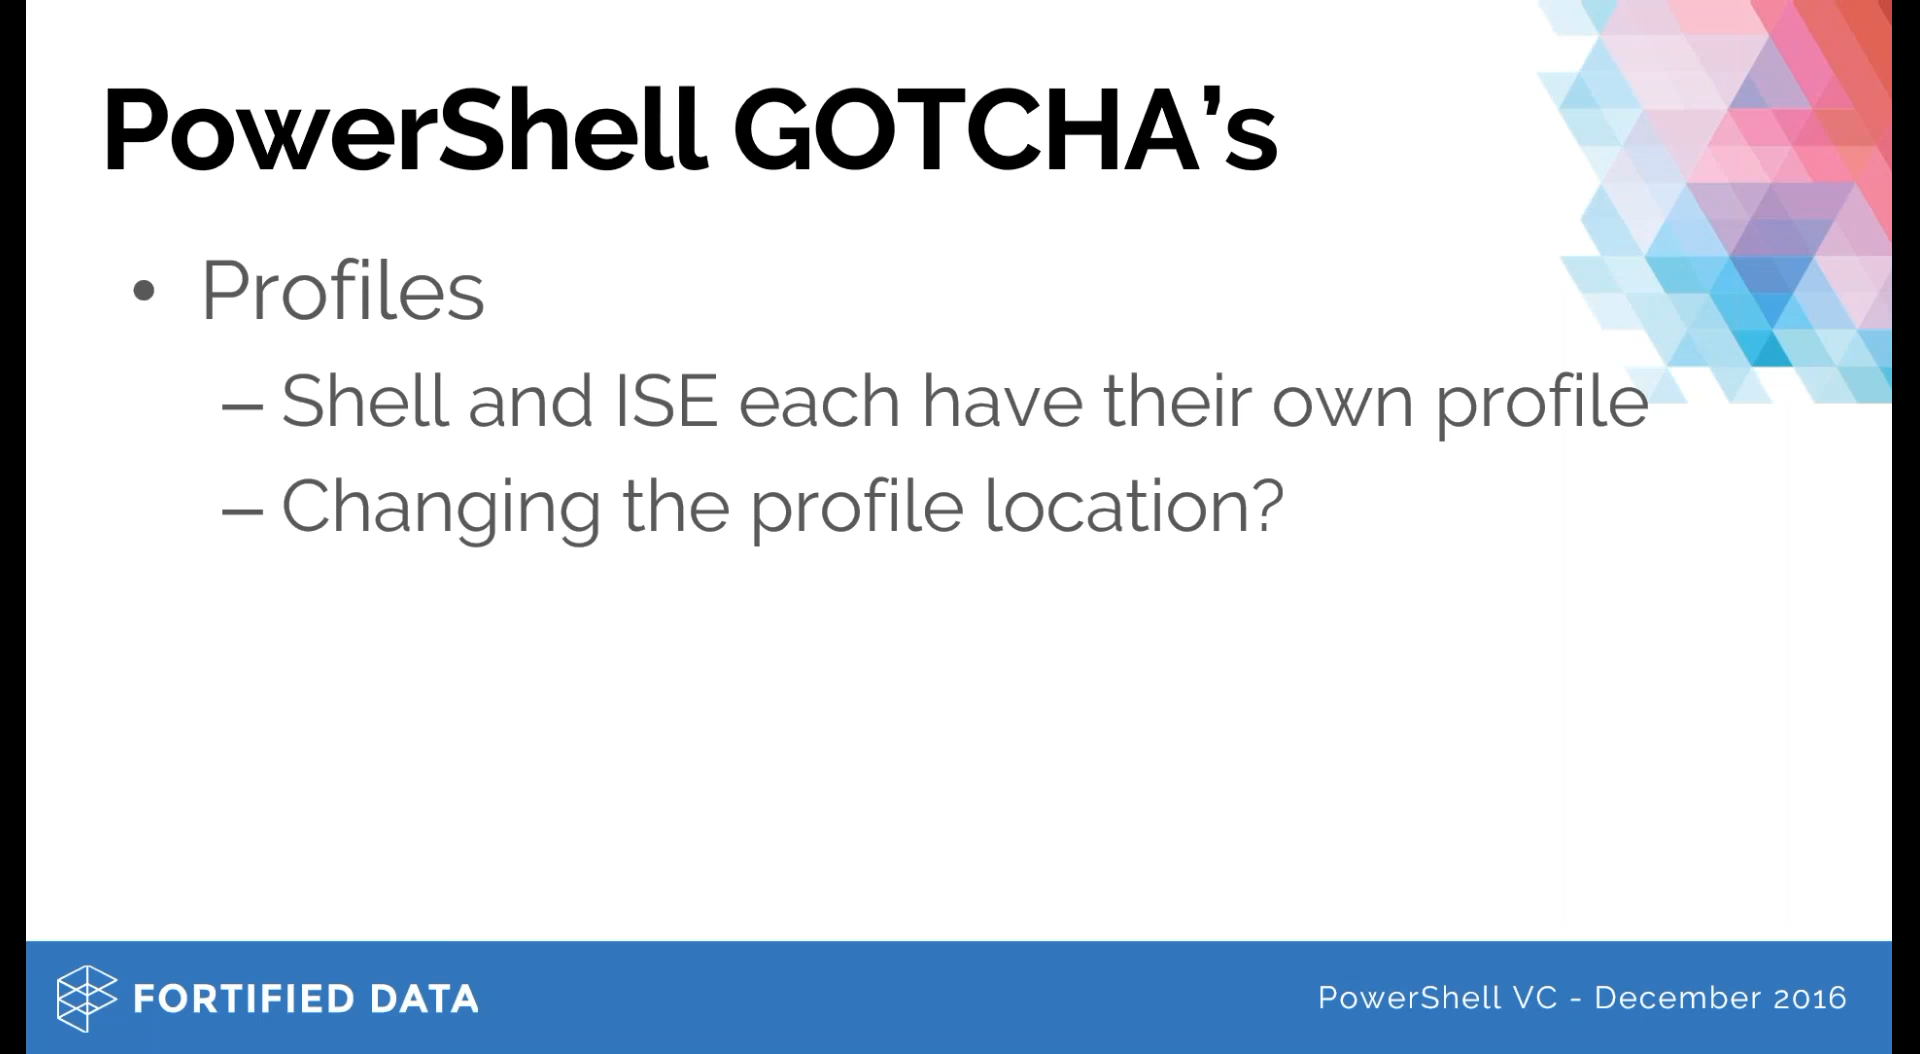 PowerShell GOTCHA’s
• Profiles
– Shell and ISE each have their own profile
– Changing the profile location?
FORTIFIED DATA
PowerShell VC - December 2016